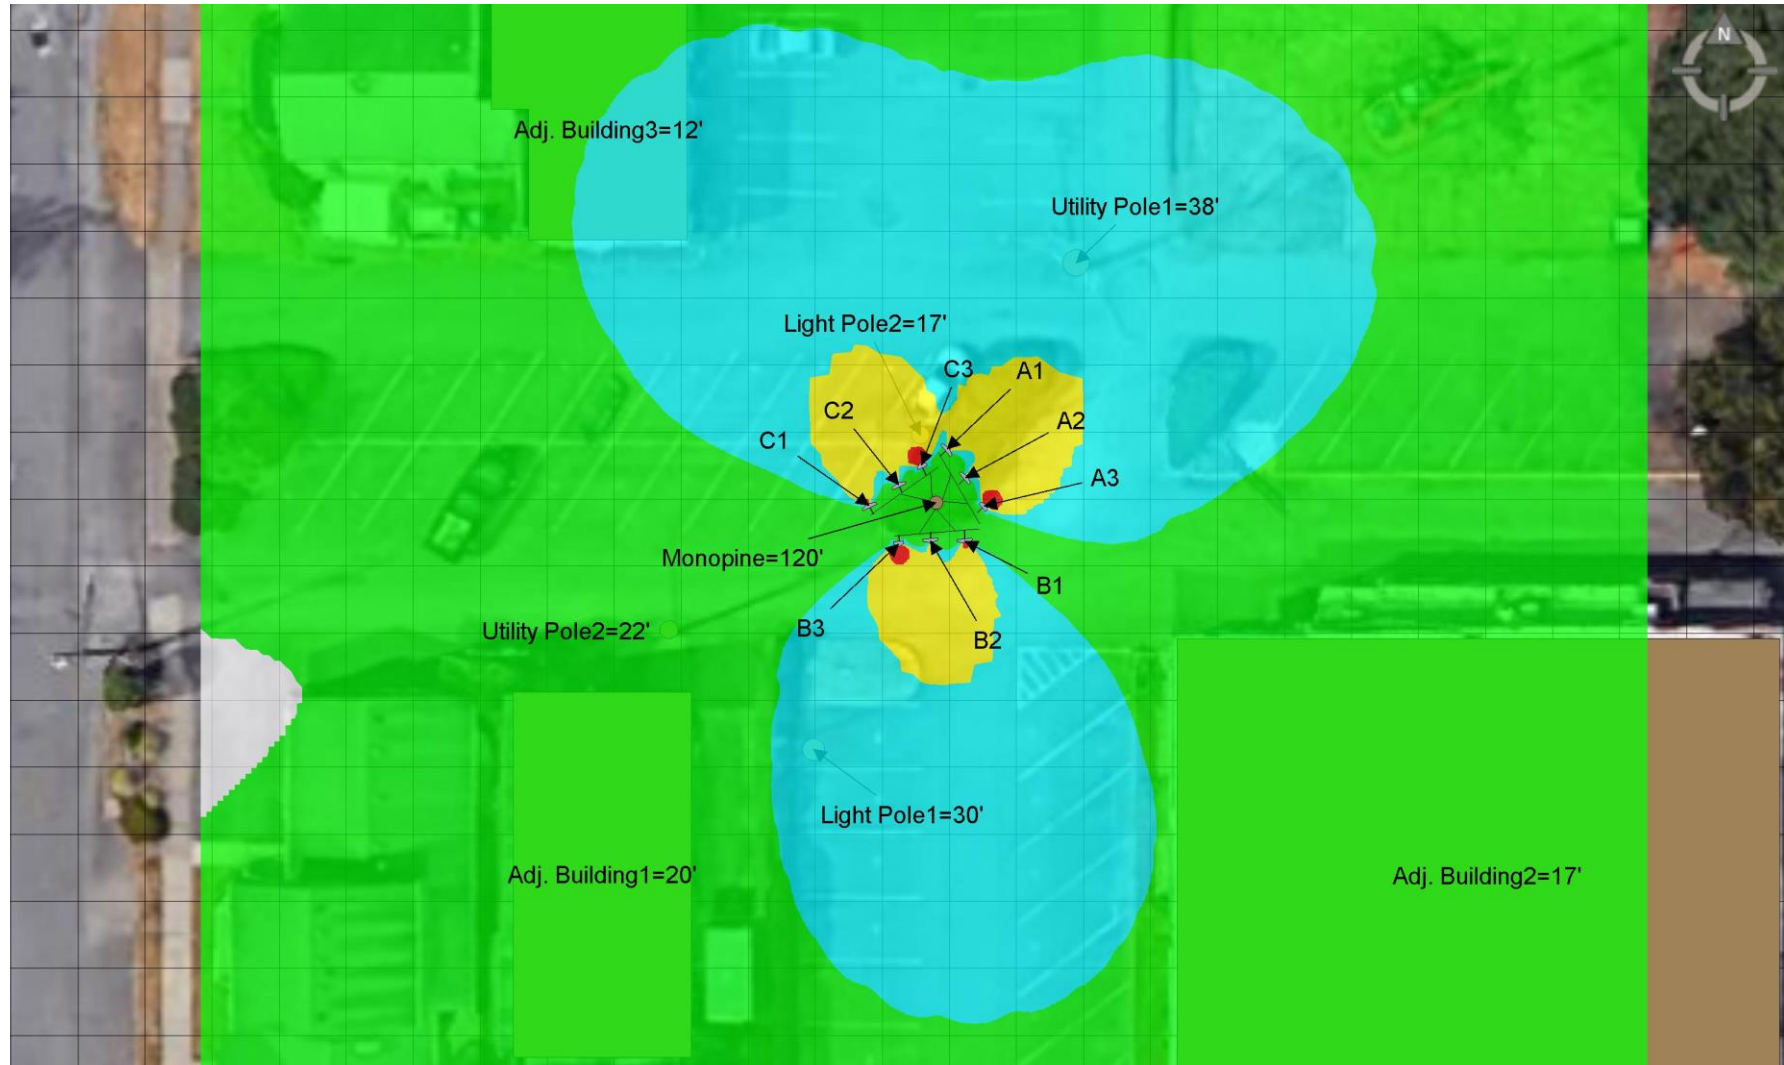 N
Adj. Building3=12'
Utility Pole1=38'
Light Pole2=17'
C3
A1
C2
A2
C1
A3
Monopine=120'
B1
B3
B2
Utility Pole2=22'
Light Pole1=30'
Adj. Building1=20'
Adj. Building2=17'